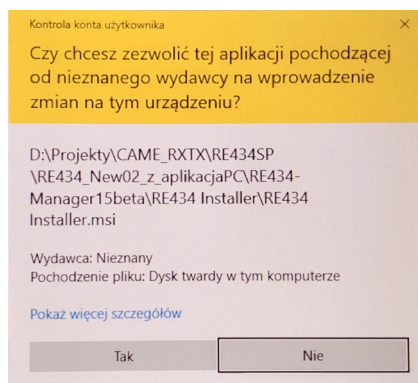 Kontrola konta użytkownika
Czy chcesz zezwolić tej aplikacji pochodzącej
od nieznanego wydawcy na wprowadzenie
zmian na tym urządzeniu?
D:\Projekty\CAME_RXTX\RE434SP
\RE434_New02_z_aplikacjaPC\RE434-
Manager15beta\RE434 Installer\RE434
Installer.msi
Wydawca: Nieznany
Pochodzenie pliku: Dysk twardy w tym komputerze
Pokaż więcej szczegółów
Tak
Nie